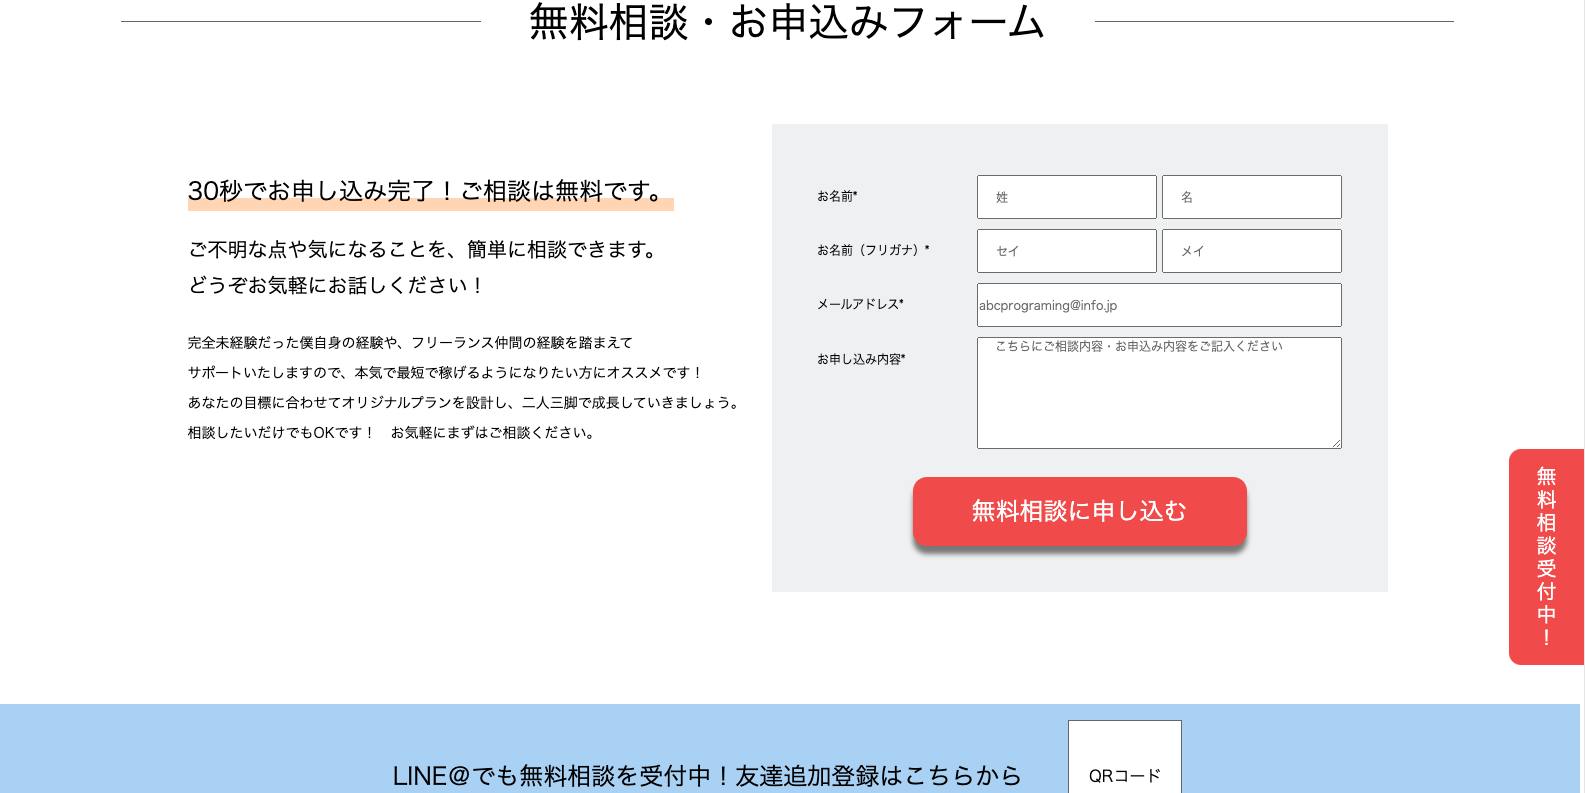 無料相談・お申込みフォーム
30秒でお申し込み完了！ご相談は無料です。
ご不明な点や気になることを、簡単に相談できます。
どうぞお気軽にお話しください！
完全未経験だった僕自身の経験や、フリーランス仲間の経験を踏まえて
サポートいたしますので、本気で最短で稼げるようになりたい方にオススメです！
あなたの目標に合わせてオリジナルプランを設計し、二人三脚で成長していきましょう。
相談したいだけでもOKです！　お気軽にまずはご相談ください。
お名前* 姓 名
お名前（フリガナ）* セイ メイ
メールアドレス* abcprograming@info.jp
お申し込み内容* こちらにご相談内容・お申込み内容をご記入ください
無料相談に申し込む
無料相談受付中！
LINE@でも無料相談を受付中！友達追加登録はこちらから
QRコード